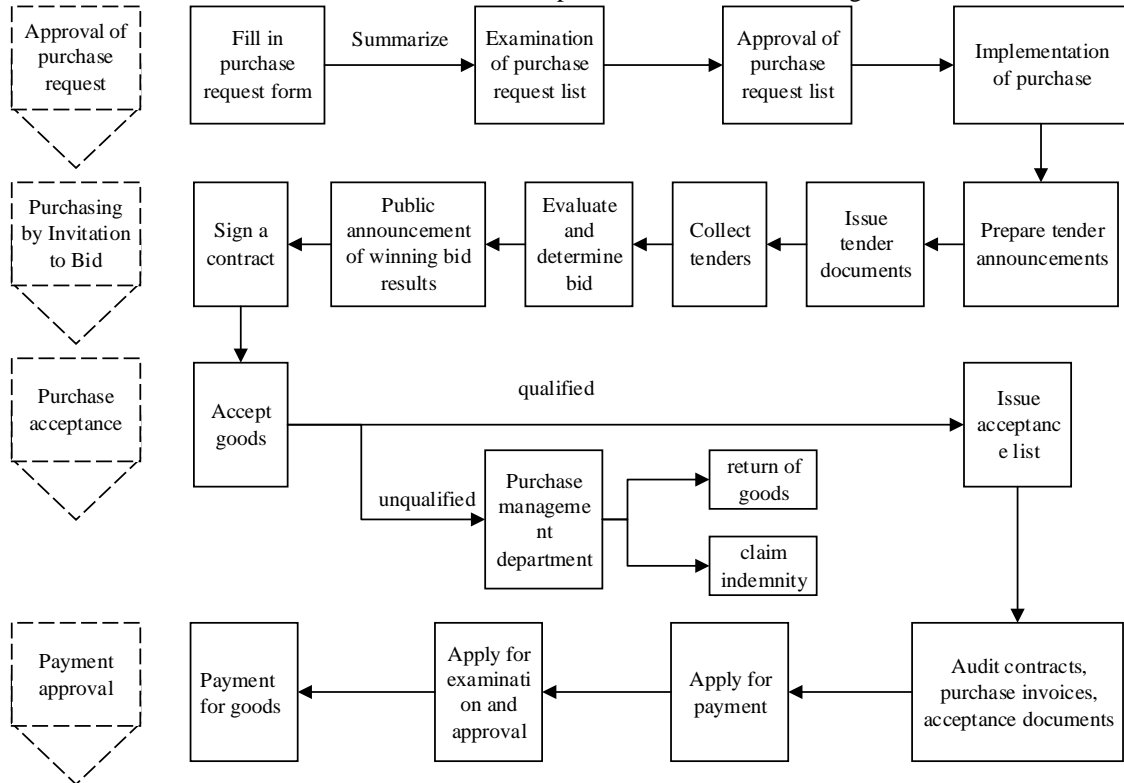 Approval of
purchase
request
Fill in
purchase
request form
Summarize
Examination
of purchase
request list
Approval of
purchase
request list
Implementation
of purchase
Purchasing
by Invitation
to Bid
Sign a
contract
Public
announcement
of winning bid
results
Evaluate
and
determine
bid
Collect
tenders
Issue
tender
documents
Prepare tender
announcements
Purchase
acceptance
Accept
goods
qualified
Issue
acceptanc
e list
unqualified
Purchase
manageme
nt
department
return of
goods
claim
indemnity
Payment
approval
Payment
for goods
Apply for
examinati
on and
approval
Apply for
payment
Audit contracts,
purchase invoices,
acceptance documents